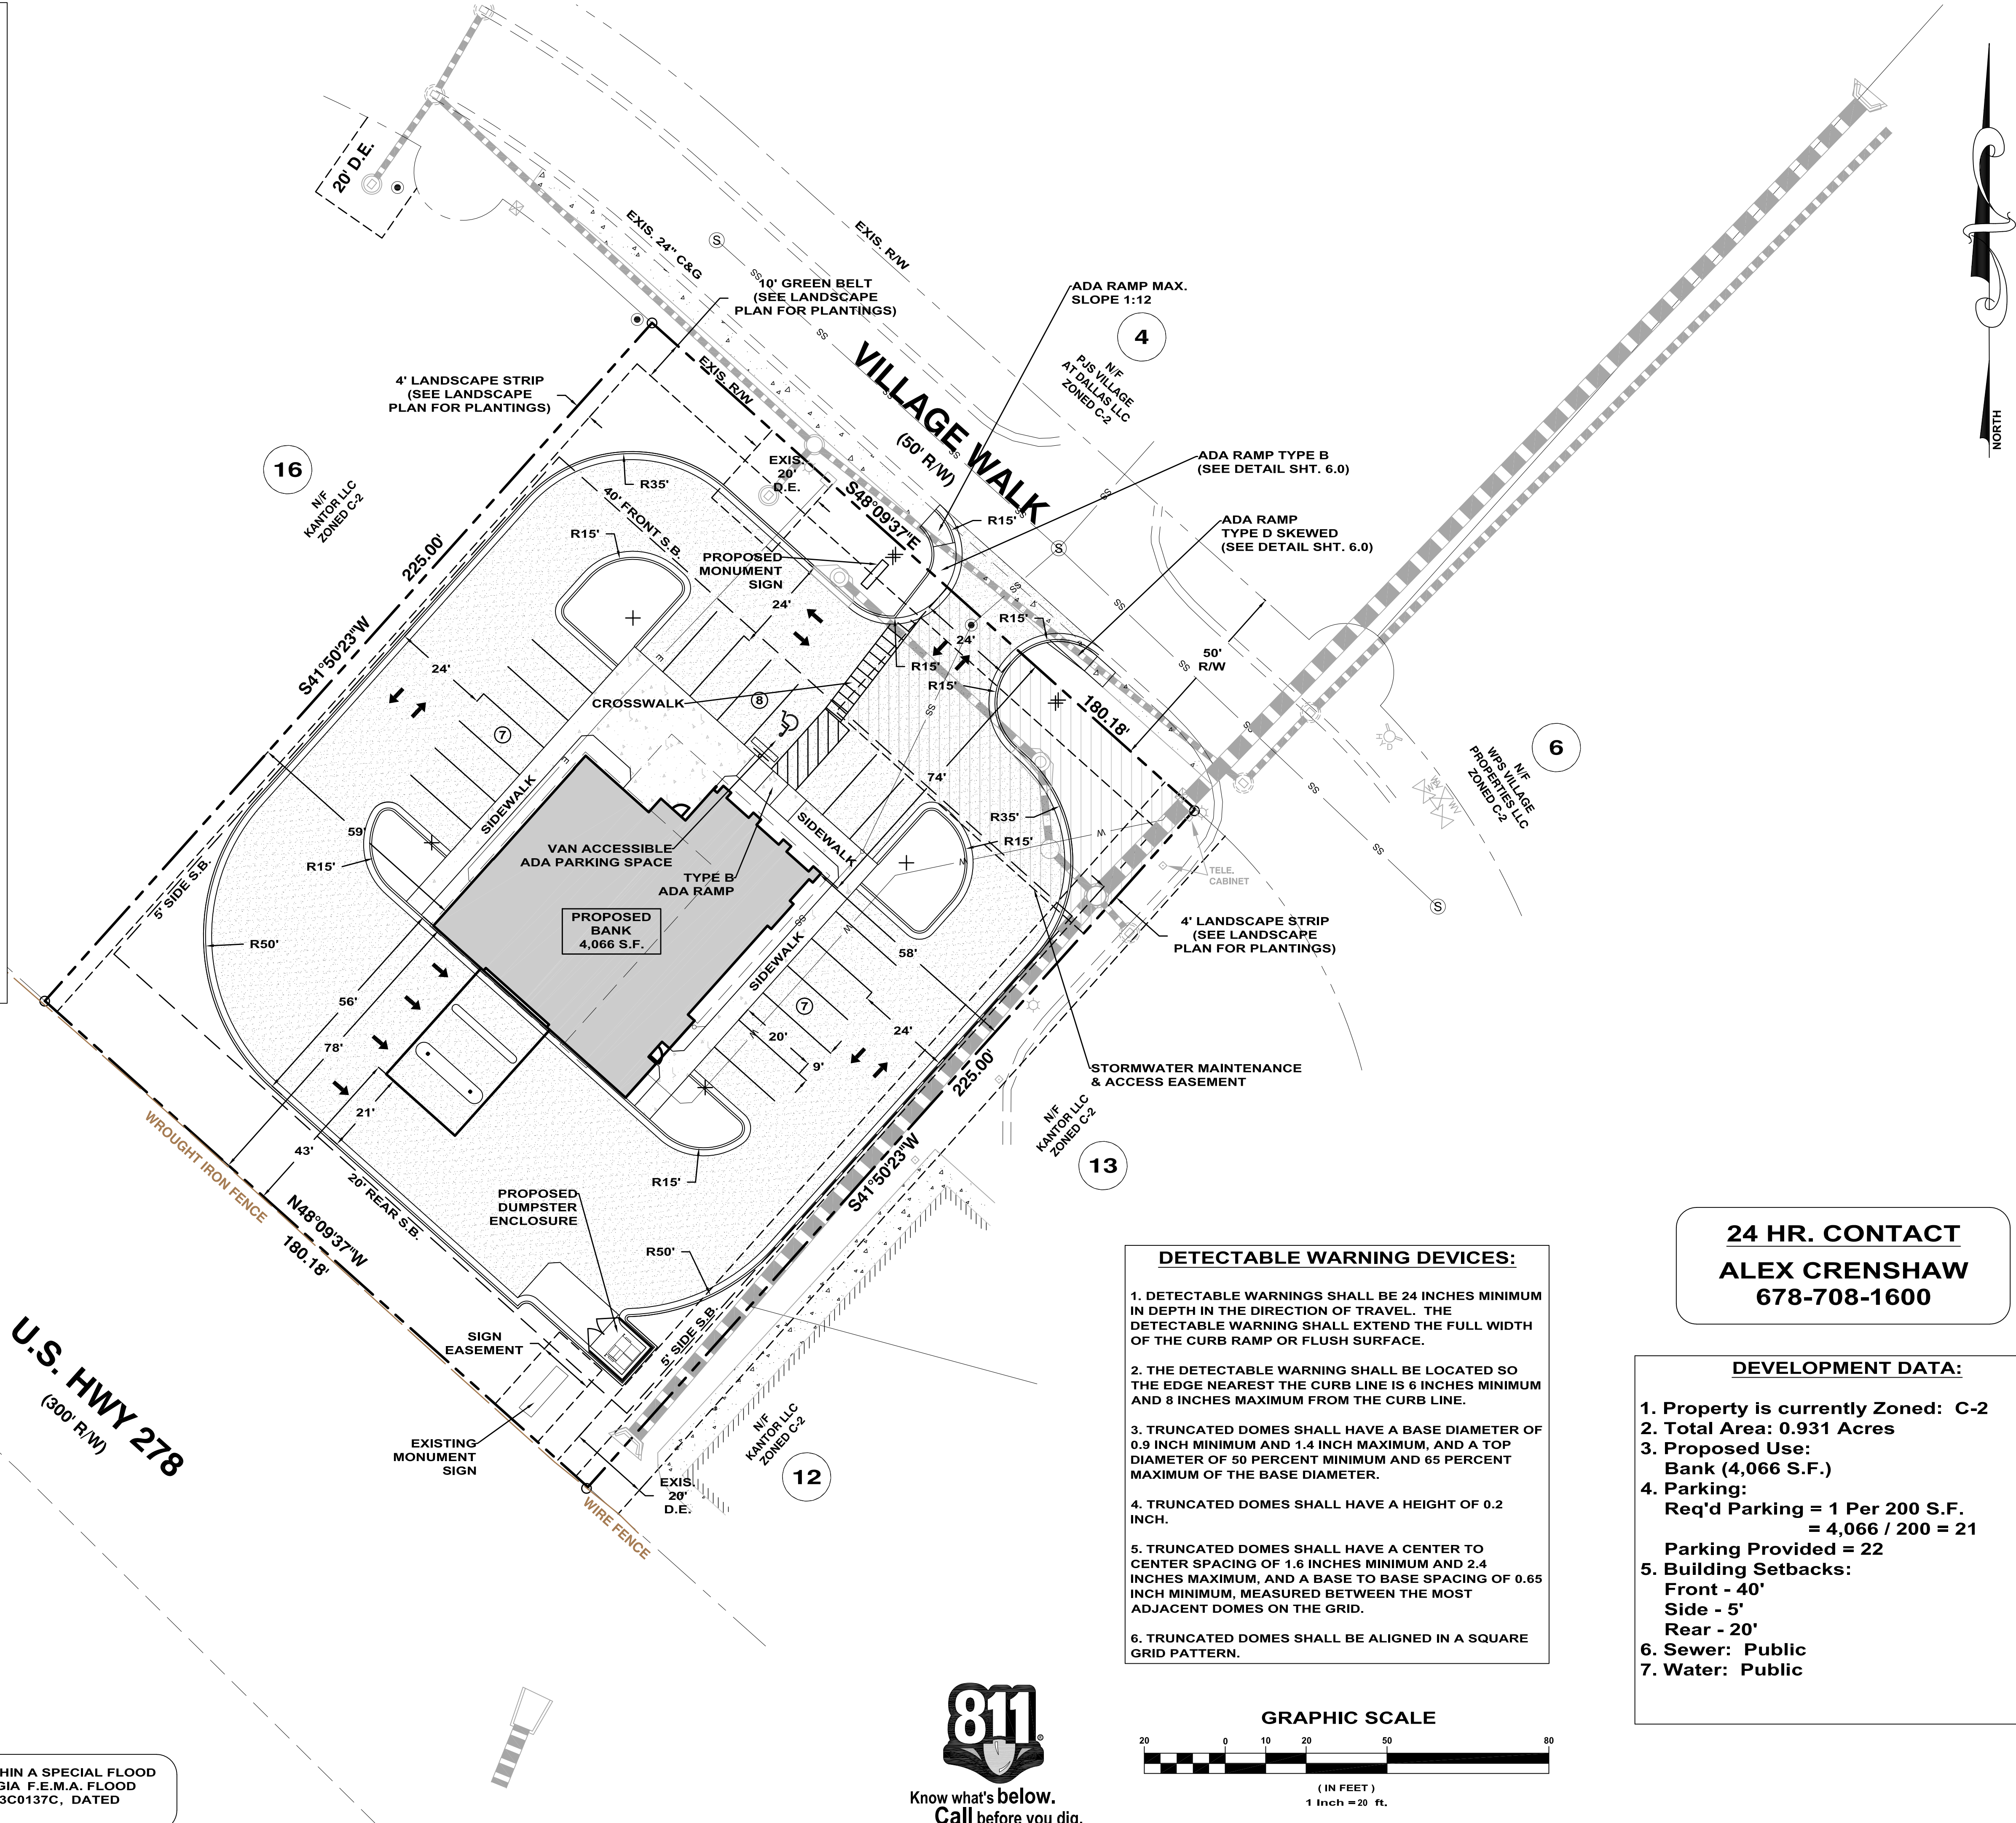 20' D.E.
EXIS. 24" C&G
EXIS. R/W
10' GREEN BELT
(SEE LANDSCAPE
PLAN FOR PLANTINGS)
ADA RAMP MAX.
SLOPE 1:12
4
N/F
PJS VILLAGE
AT DALLAS LLC
ZONED C-2
4' LANDSCAPE STRIP
(SEE LANDSCAPE
PLAN FOR PLANTINGS)
EXIS. R/W
VILLAGE WALK
(50' R/W)
NORTH
16
N/F
KANTOR LLC
ZONED C-2
EXIS.
20'
D.E.
S48°09'37"E
ADA RAMP TYPE B
(SEE DETAIL SHT. 6.0)
ADA RAMP
TYPE D SKEWED
(SEE DETAIL SHT. 6.0)
R35'
40' FRONT S.B.
R15'
R15'
225.00'
S41°50'23"W
PROPOSED
MONUMENT
SIGN
24'
24'
R15'
R15'
R15'
50'
R/W
180.18'
24'
CROSSWALK
8
7
6
N/F
WPS VILLAGE
PROPERTIES LLC
ZONED C-2
74'
R35'
R15'
SIDEWALK
SIDEWALK
SIDEWALK
59'
R15'
VAN ACCESSIBLE
ADA PARKING SPACE
TYPE B
ADA RAMP
TELE.
CABINET
5' SIDE S.B.
PROPOSED
BANK
4,066 S.F.
4' LANDSCAPE STRIP
(SEE LANDSCAPE
PLAN FOR PLANTINGS)
R50'
58'
56'
7
20'
24'
9'
78'
21'
43'
STORMWATER MAINTENANCE
& ACCESS EASEMENT
225.00'
S41°50'23"W
N/F
KANTOR LLC
ZONED C-2
13
WROUGHT IRON FENCE
20' REAR S.B.
R15'
PROPOSED
DUMPSTER
ENCLOSURE
N48°09'37"W
180.18'
R50'
SIGN
EASEMENT
5' SIDE S.B.
U.S. HWY 278
(300' R/W)
EXISTING
MONUMENT
SIGN
EXIS.
20'
D.E.
N/F
KANTOR LLC
ZONED C-2
12
WIRE FENCE
DETECTABLE WARNING DEVICES:
1. DETECTABLE WARNINGS SHALL BE 24 INCHES MINIMUM
IN DEPTH IN THE DIRECTION OF TRAVEL. THE
DETECTABLE WARNING SHALL EXTEND THE FULL WIDTH
OF THE CURB RAMP OR FLUSH SURFACE.
2. THE DETECTABLE WARNING SHALL BE LOCATED SO
THE EDGE NEAREST THE CURB LINE IS 6 INCHES MINIMUM
AND 8 INCHES MAXIMUM FROM THE CURB LINE.
3. TRUNCATED DOMES SHALL HAVE A BASE DIAMETER OF
0.9 INCH MINIMUM AND 1.4 INCH MAXIMUM, AND A TOP
DIAMETER OF 50 PERCENT MINIMUM AND 65 PERCENT
MAXIMUM OF THE BASE DIAMETER.
4. TRUNCATED DOMES SHALL HAVE A HEIGHT OF 0.2
INCH.
5. TRUNCATED DOMES SHALL HAVE A CENTER TO
CENTER SPACING OF 1.6 INCHES MINIMUM AND 2.4
INCHES MAXIMUM, AND A BASE TO BASE SPACING OF 0.65
INCH MINIMUM, MEASURED BETWEEN THE MOST
ADJACENT DOMES ON THE GRID.
6. TRUNCATED DOMES SHALL BE ALIGNED IN A SQUARE
GRID PATTERN.
24 HR. CONTACT
ALEX CRENSHAW
678-708-1600
DEVELOPMENT DATA:
1. Property is currently Zoned: C-2
2. Total Area: 0.931 Acres
3. Proposed Use:
Bank (4,066 S.F.)
4. Parking:
Req'd Parking = 1 Per 200 S.F.
= 4,066 / 200 = 21
Parking Provided = 22
5. Building Setbacks:
Front - 40'
Side - 5'
Rear - 20'
6. Sewer: Public
7. Water: Public
811
Know what's below.
Call before you dig.
GRAPHIC SCALE
20 0 10 20 50 80
( IN FEET )
1 Inch = 20 ft.
HIN A SPECIAL FLOOD
GIA F.E.M.A. FLOOD
3C0137C, DATED